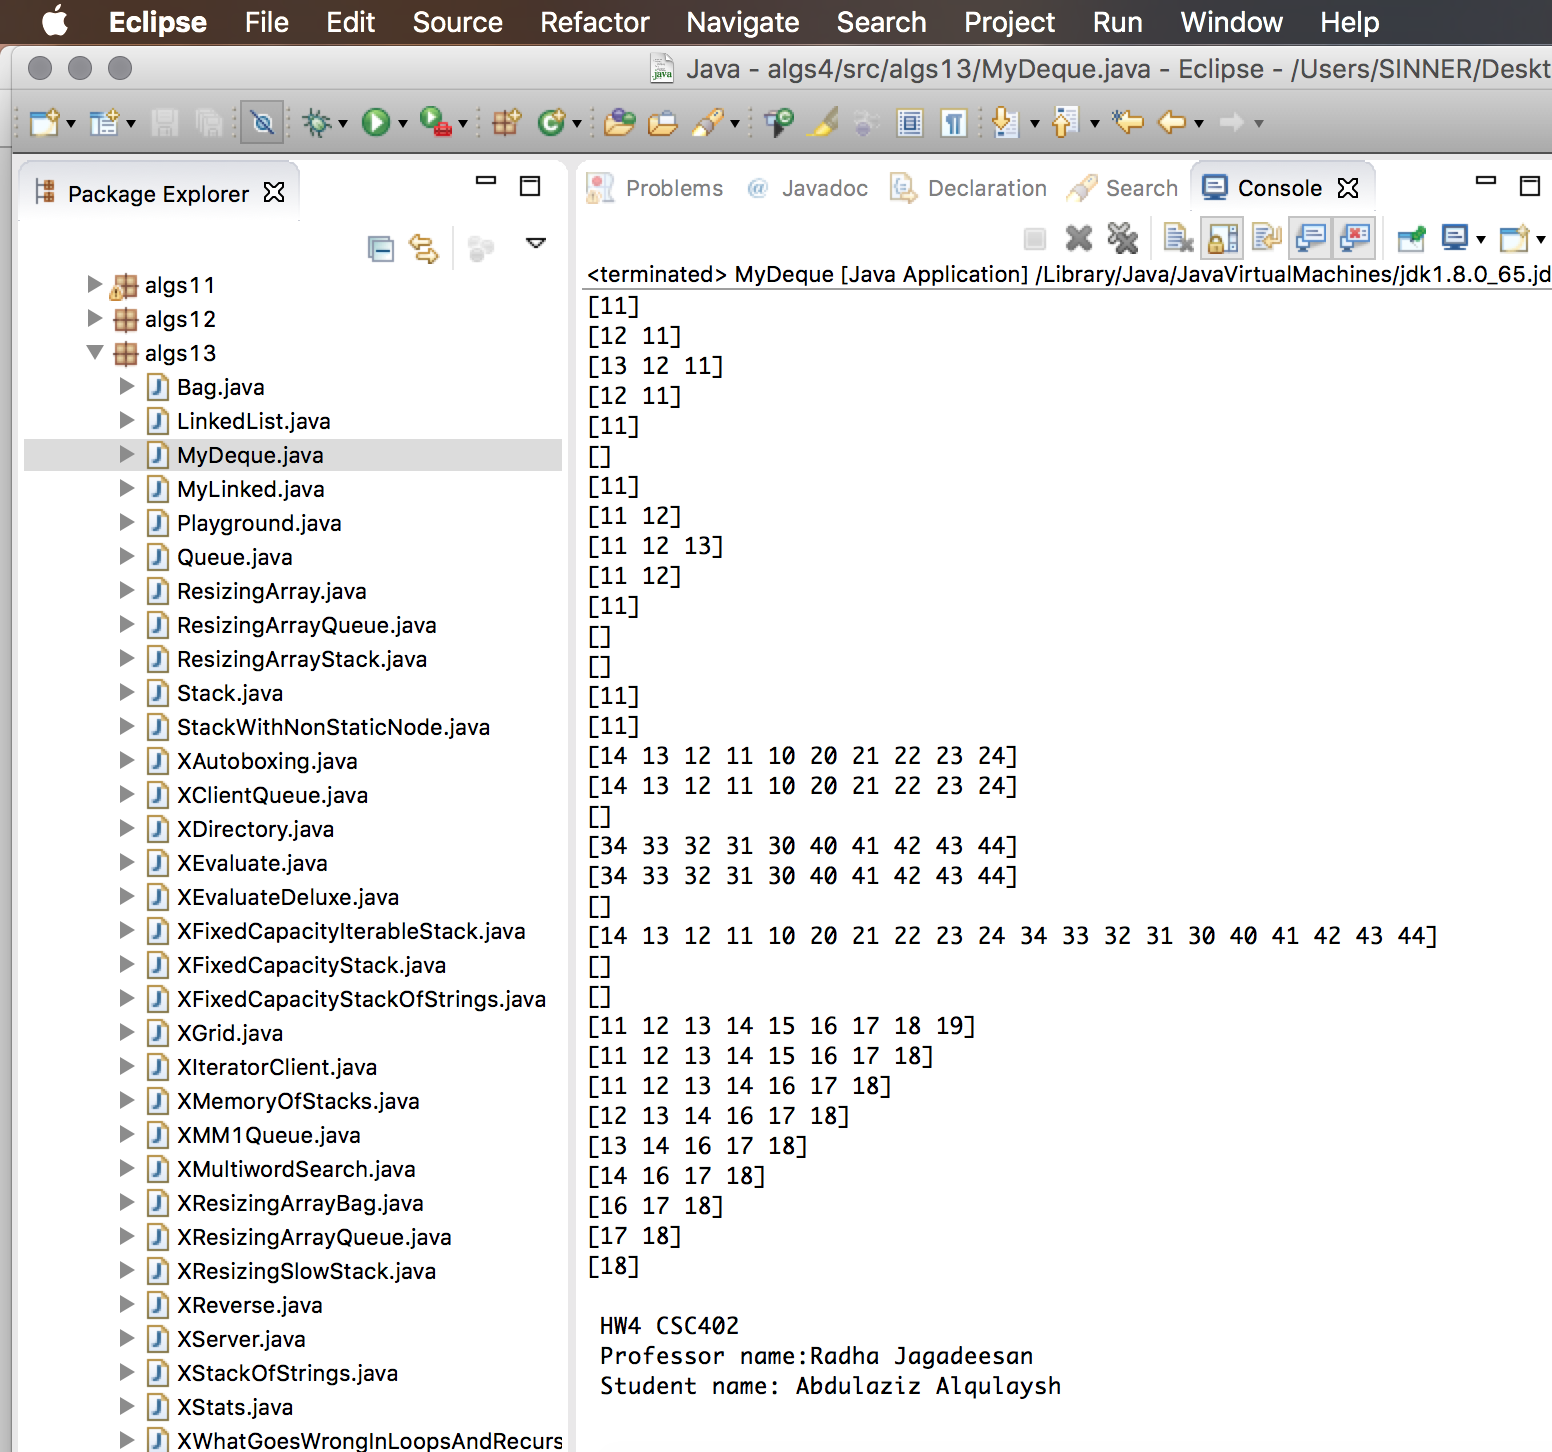 Eclipse File Edit Source Refactor Navigate Search Project Run Window Help
Java - algs4/src/algs13/MyDeque.java - Eclipse - /Users/SINNER/Deskt
Package Explorer
algs11
algs12
algs13
Bag.java
LinkedList.java
MyDeque.java
MyLinked.java
Playground.java
Queue.java
ResizingArray.java
ResizingArrayQueue.java
ResizingArrayStack.java
Stack.java
StackWithNonStaticNode.java
XAutoboxing.java
XClientQueue.java
XDirectory.java
XEvaluate.java
XEvaluateDeluxe.java
XFixedCapacityIterableStack.java
XFixedCapacityStack.java
XFixedCapacityStackOfStrings.java
XGrid.java
XIteratorClient.java
XMemoryOfStacks.java
XMM1Queue.java
XMultiwordSearch.java
XResizingArrayBag.java
XResizingArrayQueue.java
XResizingSlowStack.java
XReverse.java
XServer.java
XStackOfStrings.java
XStats.java
XWhatGoesWrongInLoopsAndRecurs
Problems @ Javadoc Declaration Search Console
<terminated> MyDeque [Java Application] /Library/Java/JavaVirtualMachines/jdk1.8.0_65.jd
[11]
[12 11]
[13 12 11]
[12 11]
[11]
[]
[11]
[11 12]
[11 12 13]
[11 12]
[11]
[]
[]
[11]
[11]
[14 13 12 11 10 20 21 22 23 24]
[14 13 12 11 10 20 21 22 23 24]
[]
[34 33 32 31 30 40 41 42 43 44]
[34 33 32 31 30 40 41 42 43 44]
[]
[14 13 12 11 10 20 21 22 23 24 34 33 32 31 30 40 41 42 43 44]
[]
[]
[11 12 13 14 15 16 17 18 19]
[11 12 13 14 15 16 17 18]
[11 12 13 14 16 17 18]
[12 13 14 16 17 18]
[13 14 16 17 18]
[14 16 17 18]
[16 17 18]
[17 18]
[18]
HW4 CSC402
Professor name:Radha Jagadeesan
Student name: Abdulaziz Alqulaysh